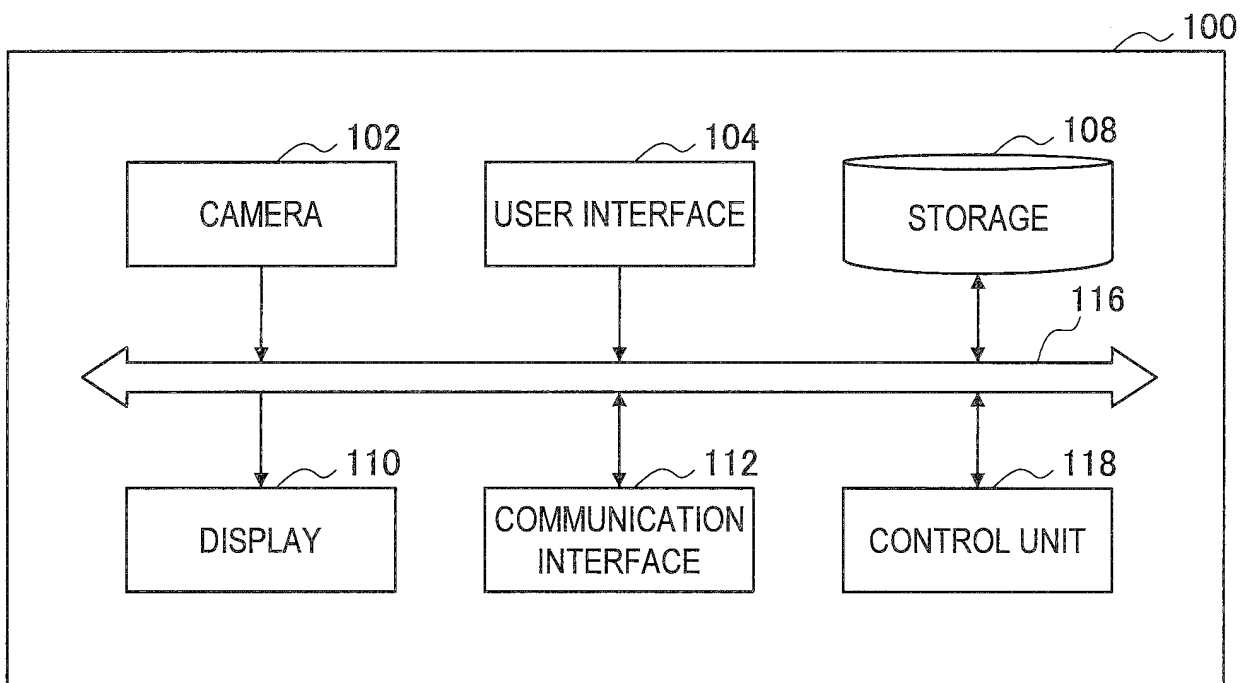 100
102
104
108
CAMERA
USER INTERFACE
STORAGE
116
110
112
118
DISPLAY
COMMUNICATION
INTERFACE
CONTROL UNIT